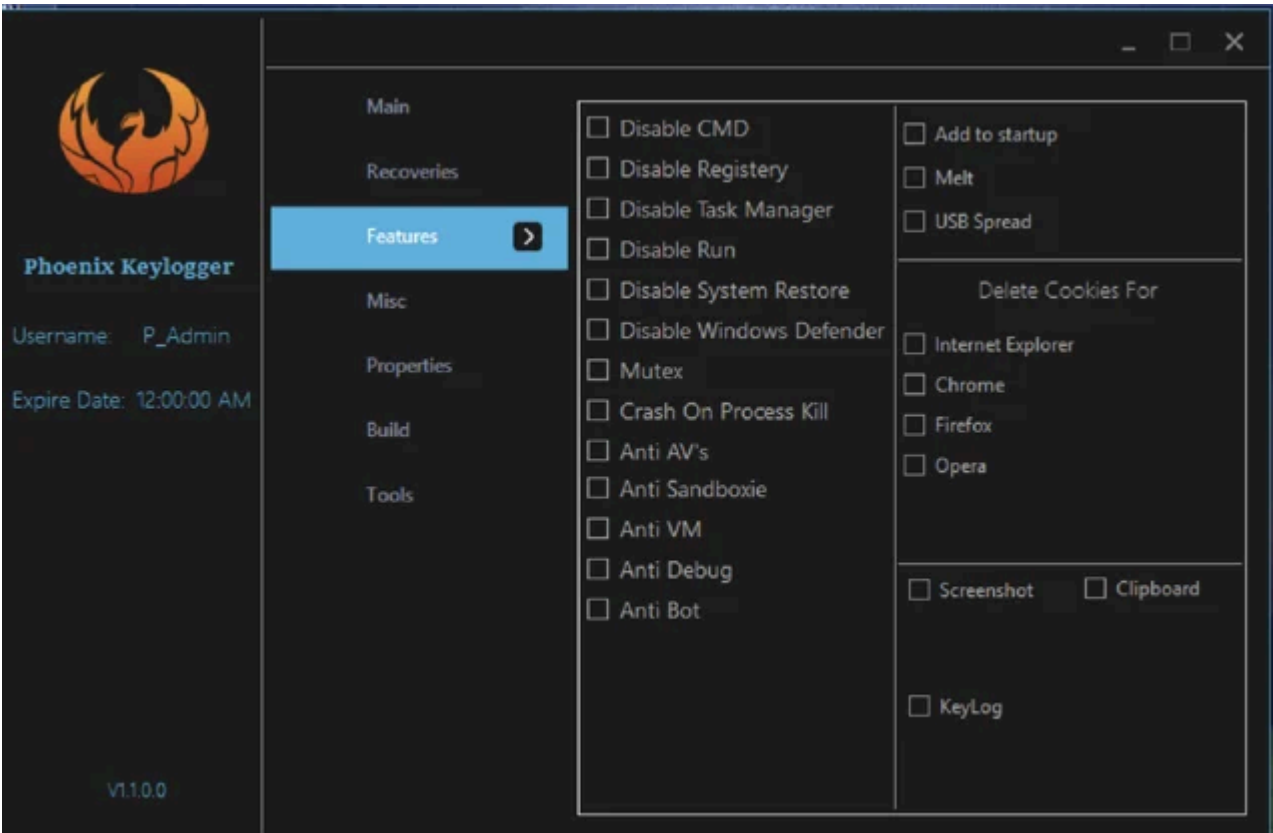 Phoenix Keylogger
Username: P_Admin
Expire Date: 12:00:00 AM
V1.1.0.0
Main
Recoveries
Features
Misc
Properties
Build
Tools
Disable CMD
Disable Registery
Disable Task Manager
Disable Run
Disable System Restore
Disable Windows Defender
Mutex
Crash On Process Kill
Anti AV's
Anti Sandboxie
Anti VM
Anti Debug
Anti Bot
Add to startup
Melt
USB Spread
Delete Cookies For
Internet Explorer
Chrome
Firefox
Opera
Screenshot Clipboard
KeyLog